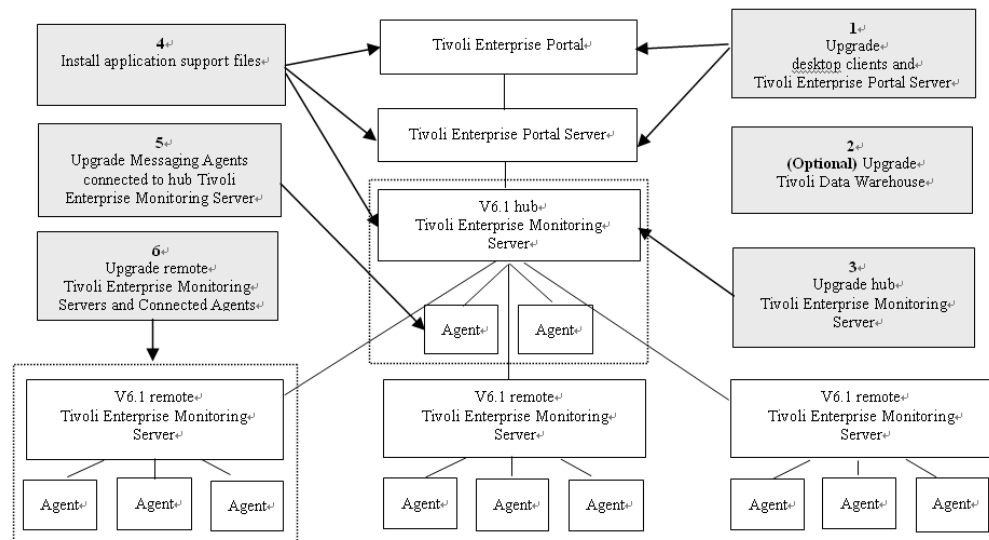 4
Install application support files
Tivoli Enterprise Portal
1
Upgrade
desktop clients and
Tivoli Enterprise Portal Server
5
Upgrade Messaging Agents
connected to hub Tivoli
Enterprise Monitoring Server
Tivoli Enterprise Portal Server
2
(Optional) Upgrade
Tivoli Data Warehouse
V6.1 hub
Tivoli Enterprise Monitoring
Server
6
Upgrade remote
Tivoli Enterprise Monitoring
Servers and Connected Agents
3
Upgrade hub
Tivoli Enterprise Monitoring
Server
Agent
Agent
V6.1 remote
Tivoli Enterprise Monitoring
Server
V6.1 remote
Tivoli Enterprise Monitoring
Server
V6.1 remote
Tivoli Enterprise Monitoring
Server
Agent
Agent
Agent
Agent
Agent
Agent
Agent
Agent
Agent